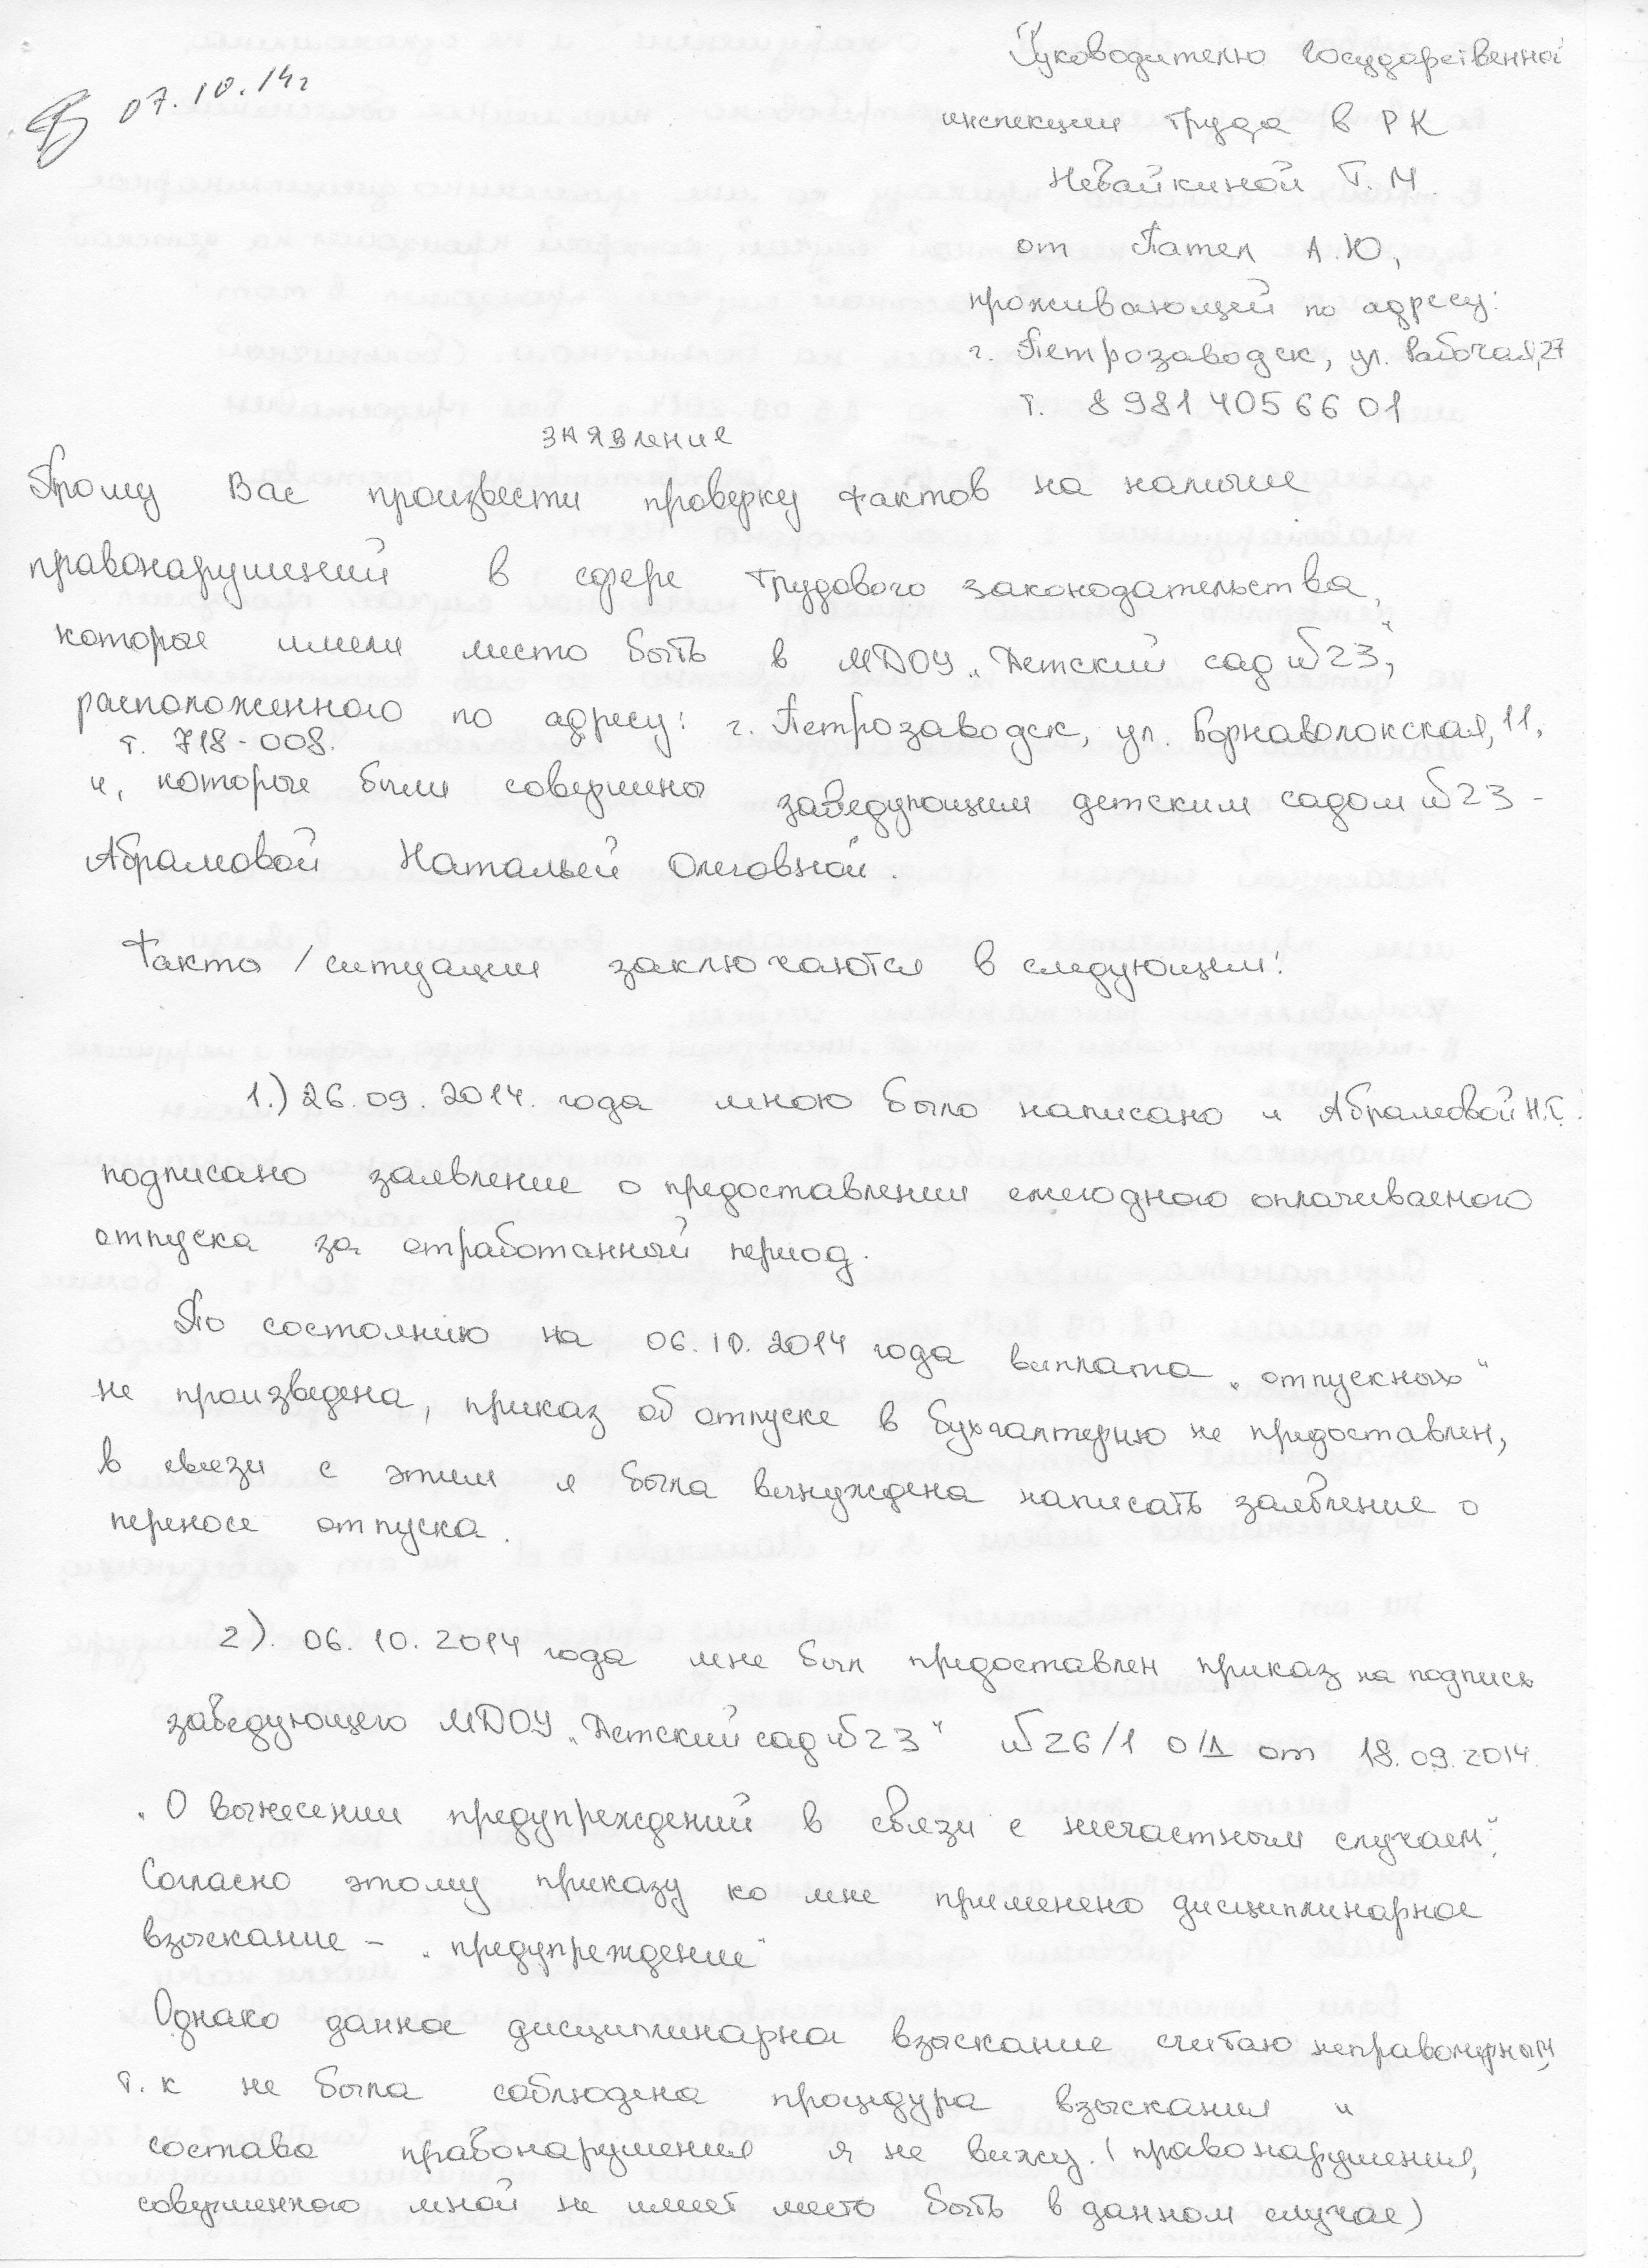 07.10.14г
Руководителю Государственной
инспекции труда в РК
Невайкиной Т.М.
от Пател А.Ю,
проживающей по адресу:
г. Петрозаводск, ул. Рабочая, 27
т. 89814056601
заявление
Прошу Вас произвести проверку фактов на наличие
правонарушений в сфере трудового законодательства,
которые имели место быть в МДОУ „Детский сад №23",
расположенного по адресу: г. Петрозаводск, ул. Варнаволокская, 11,
т. 718-008.
и, которые были совершены заведующим детским садом №23 -
Абрамовой Натальей Олеговной.
Факты / ситуации заключаются в следующем:
1.) 26.09.2014. года мною было написано и Абрамовой
подписано заявление о предоставлении ежегодного оплачиваемого
отпуска за отработанный период.
По состоянию на 06.10.2014 года выплата „отпускных"
не произведена, приказ об отпуске в бухгалтерию не предоставлен,
в связи с этим я была вынуждена написать заявление о
переносе отпуска.
2). 06.10.2014 года мне был предоставлен приказ на подпись
заведующего МДОУ „Детский сад №23" №26/1 о/д от 18.09.2014.
„О вынесении предупреждений в связи с несчастным случаем".
Согласно этому приказу ко мне применено дисциплинарное
взыскание - „предупреждение"
Однако данное дисциплинарное взыскание считаю неправомерным,
т.к не была соблюдена процедура взыскания и
состава правонарушения я не вижу. (правонарушения,
совершенного мной не имеет место быть в данном случае)